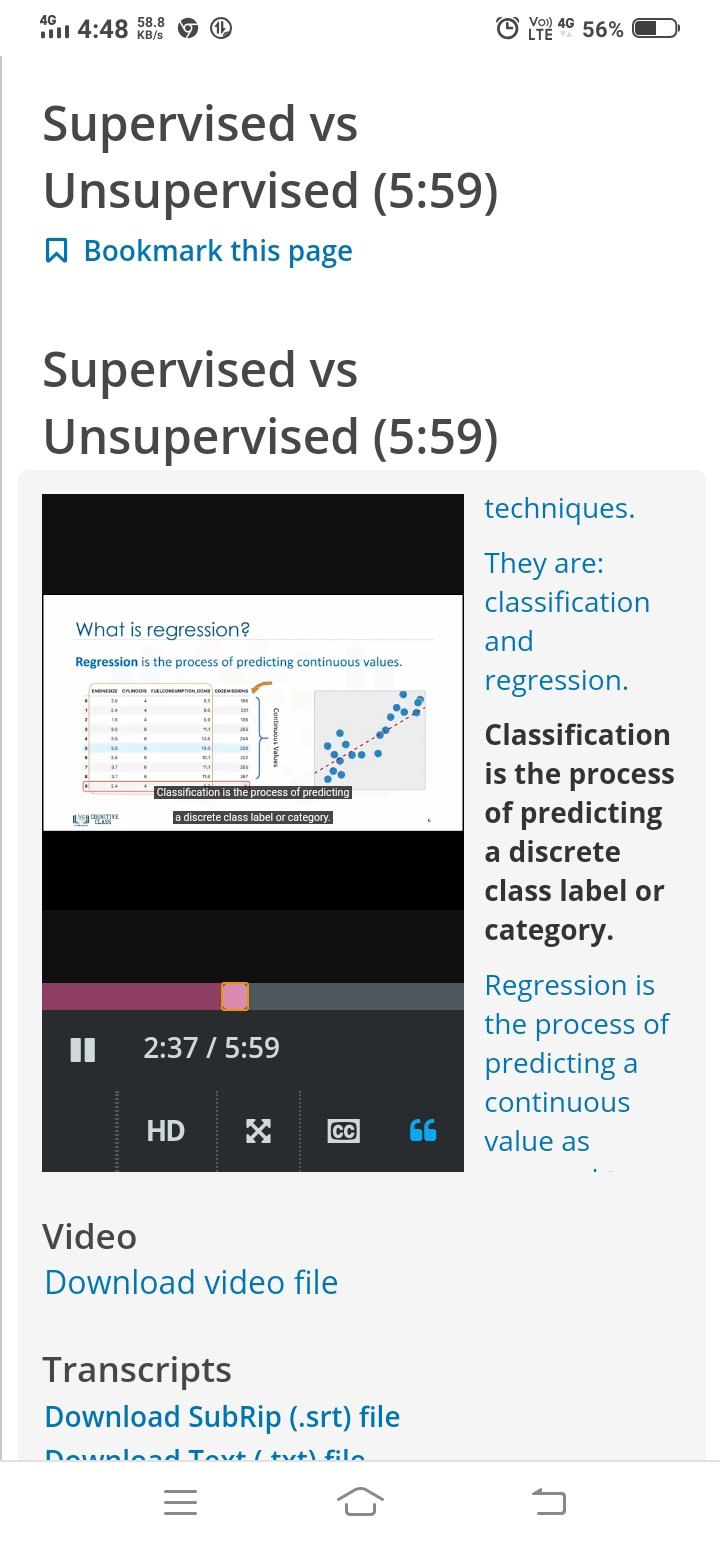 4G 4:48 58.8 KB/s
Vo)) LTE 4G 56%
Supervised vs
Unsupervised (5:59)
Bookmark this page
Supervised vs
Unsupervised (5:59)
What is regression?
Regression is the process of predicting continuous values.
ENGINESIZE CYLINDERS FUELCONSUMPTION_COMB CO2EMISSIONS
0 2.0 4 8.5 196
1 2.4 4 9.6 221
2 1.5 4 5.9 136
3 3.5 6 11.1 255
4 3.5 6 10.6 244
5 3.5 6 10.0 230
6 3.5 6 10.1 232
7 3.7 6 11.1 255
8 3.7 6 11.6 267
9 2.4 4
Continuous Values
Classification is the process of predicting
a discrete class label or category.
COGNITIVE
CLASS
2:37 / 5:59
HD
CC
techniques.
They are:
classification
and
regression.
Classification
is the process
of predicting
a discrete
class label or
category.
Regression is
the process of
predicting a
continuous
value as
Video
Download video file
Transcripts
Download SubRip (.srt) file
Download Text (.txt) file